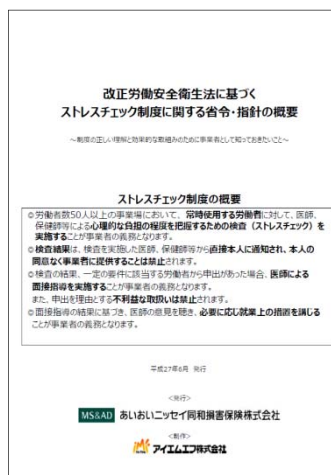 改正労働安全衛生法に基づく
ストレスチェック制度に関する省令・指針の概要
～制度の正しい理解と効果的な取組みのために事業者として知っておきたいこと～
ストレスチェック制度の概要
◎労働者数50人以上の事業場において、常時使用する労働者に対して、医師、
保健師等による心理的な負担の程度を把握するための検査（ストレスチェック）を
実施することが事業者の義務となります。
◎検査結果は、検査を実施した医師、保健師等から直接本人に通知され、本人の
同意なく事業者に提供することは禁止されます。
◎検査の結果、一定の要件に該当する労働者から申出があった場合、医師による
面接指導を実施することが事業者の義務となります。
また、申出を理由とする不利益な取扱いは禁止されます。
◎面接指導の結果に基づき、医師の意見を聴き、必要に応じ就業上の措置を講じる
ことが事業者の義務となります。
平成27年6月 発行
<発行>
MS&AD あいおいニッセイ同和損害保険株式会社
<制作>
アイエムエフ株式会社